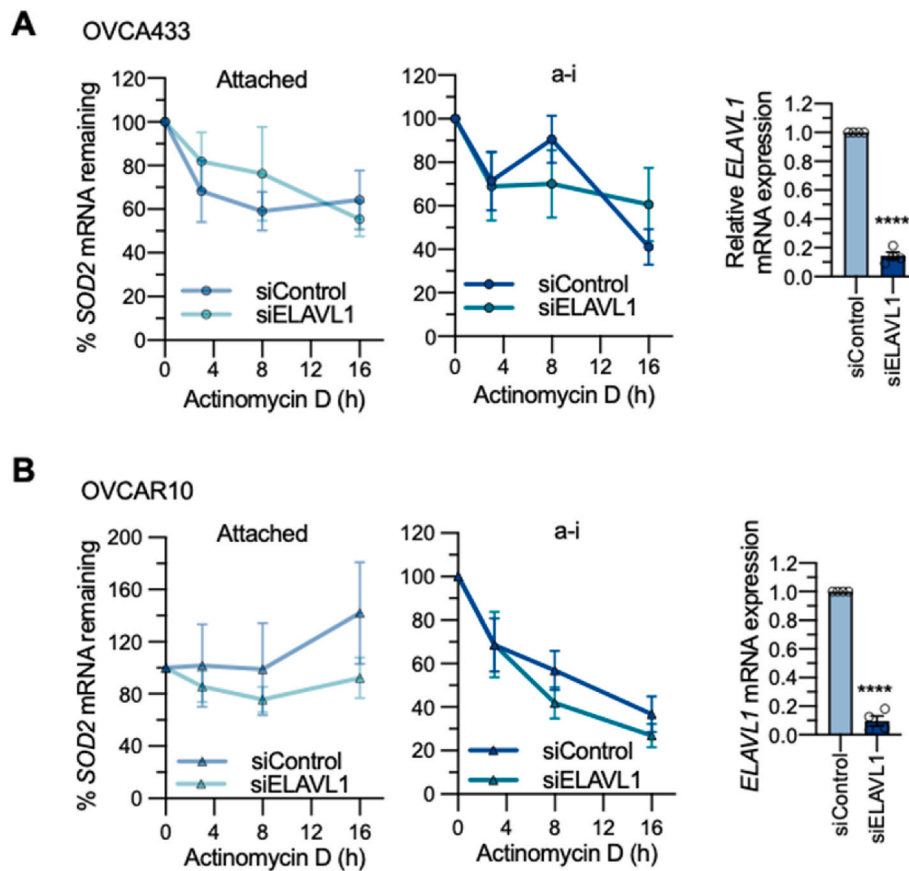 A
OVCA433
Attached
% SOD2 mRNA remaining
120
100
80
60
40
20
0
siControl
siELAVL1
0 4 8 12 16
Actinomycin D (h)
a-i
120
100
80
60
40
20
0
siControl
siELAVL1
0 4 8 12 16
Actinomycin D (h)
Relative ELAVL1
mRNA expression
1.2
1.0
0.8
0.6
0.4
0.2
0.0
****
siControl
siELAVL1
B
OVCAR10
Attached
% SOD2 mRNA remaining
200
160
120
80
40
0
siControl
siELAVL1
0 4 8 12 16
Actinomycin D (h)
a-i
120
100
80
60
40
20
0
siControl
siELAVL1
0 4 8 12 16
Actinomycin D (h)
ELAVL1 mRNA expression
1.2
1.0
0.8
0.6
0.4
0.2
0.0
****
siControl
siELAVL1